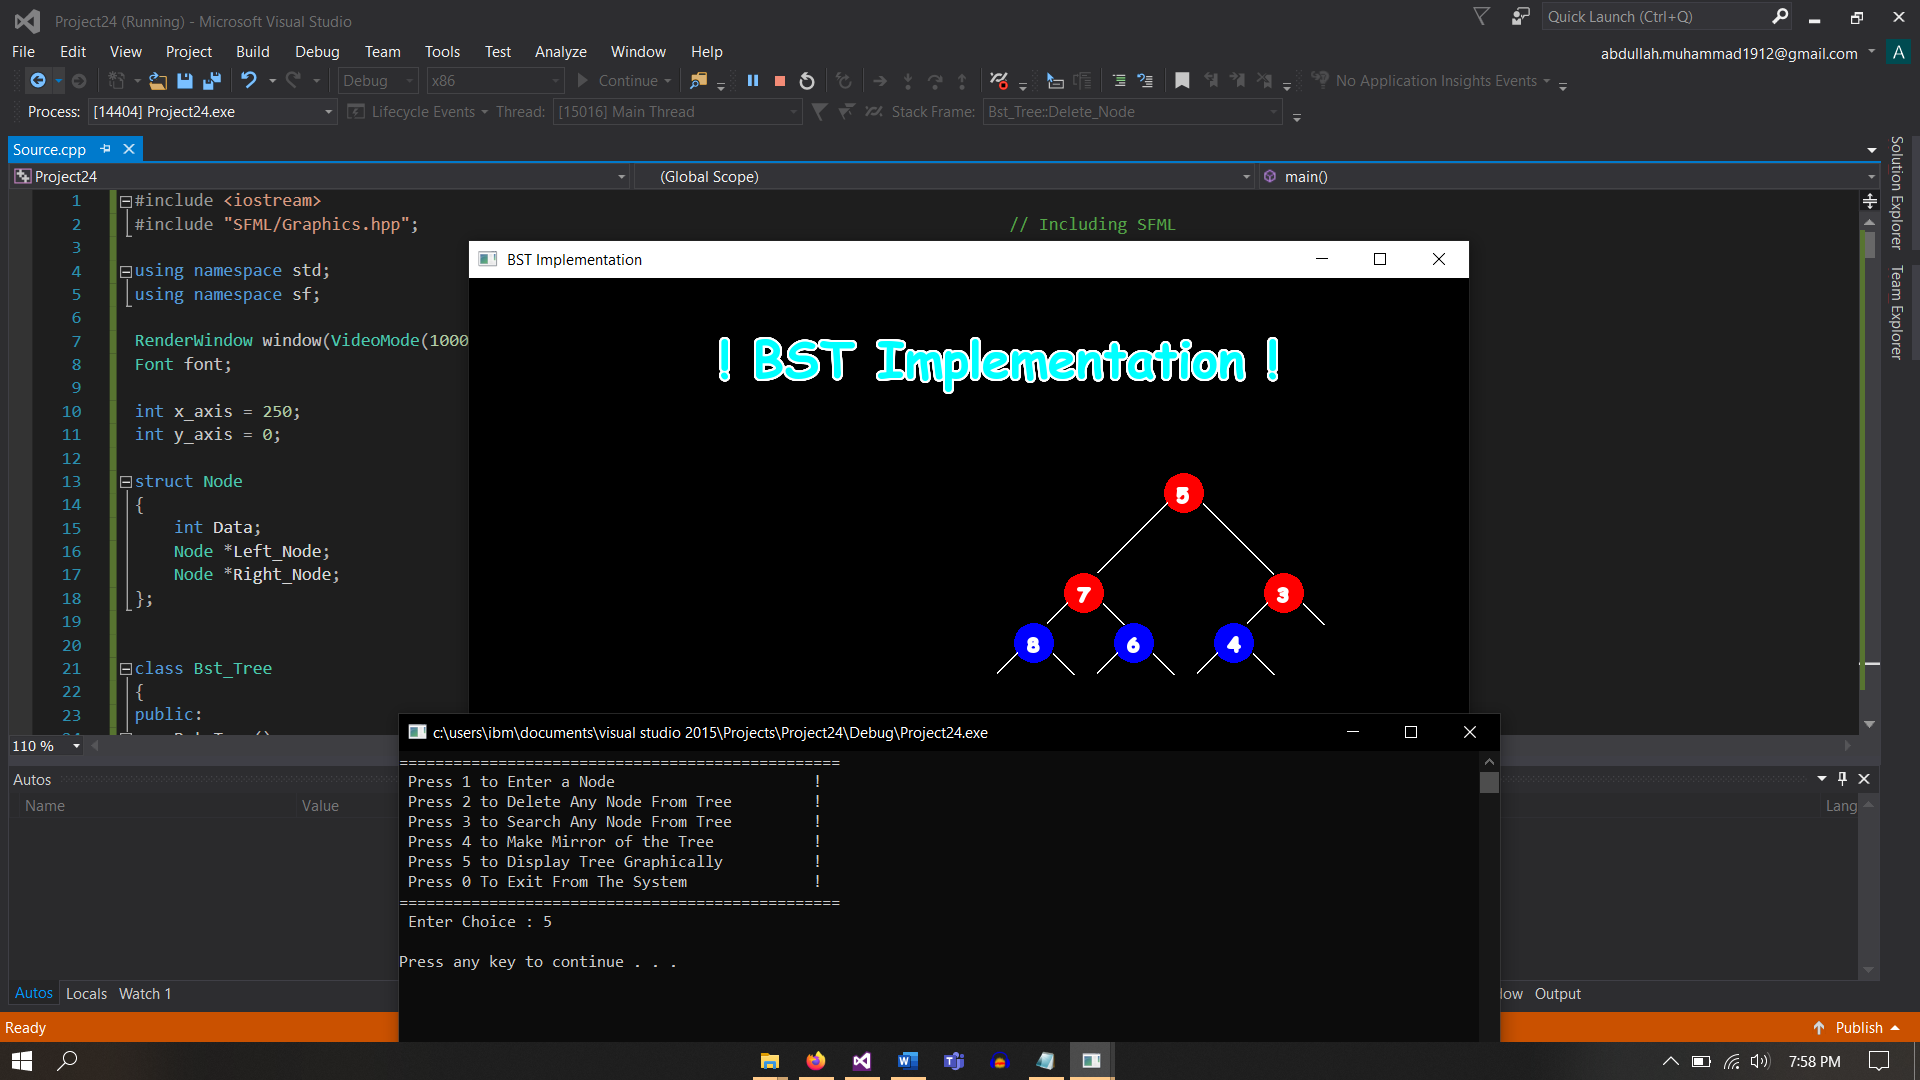 Project24 (Running) - Microsoft Visual Studio
Quick Launch (Ctrl+Q)
File Edit View Project Build Debug Team Tools Test Analyze Window Help
abdullah.muhammad1912@gmail.com A
Debug x86 Continue No Application Insights Events
Process: [14404] Project24.exe Lifecycle Events Thread: [15016] Main Thread Stack Frame: Bst_Tree::Delete_Node
Source.cpp
Project24 (Global Scope) main()
Solution Explorer
Team Explorer
1 #include <iostream>
2 #include "SFML/Graphics.hpp"; // Including SFML
3
4 using namespace std;
5 using namespace sf;
6
7 RenderWindow window(VideoMode(1000
8 Font font;
9
10 int x_axis = 250;
11 int y_axis = 0;
12
13 struct Node
14 {
15 int Data;
16 Node *Left_Node;
17 Node *Right_Node;
18 };
19
20
21 class Bst_Tree
22 {
23 public:
110 %
BST Implementation
! BST Implementation !
5
7 3
8 6 4
c:\users\ibm\documents\visual studio 2015\Projects\Project24\Debug\Project24.exe
=================================================
Press 1 to Enter a Node !
Press 2 to Delete Any Node From Tree !
Press 3 to Search Any Node From Tree !
Press 4 to Make Mirror of the Tree !
Press 5 to Display Tree Graphically !
Press 0 To Exit From The System !
=================================================
Enter Choice : 5
Press any key to continue . . .
Autos
Name Value Lang
Autos Locals Watch 1 Output
Ready Publish
7:58 PM